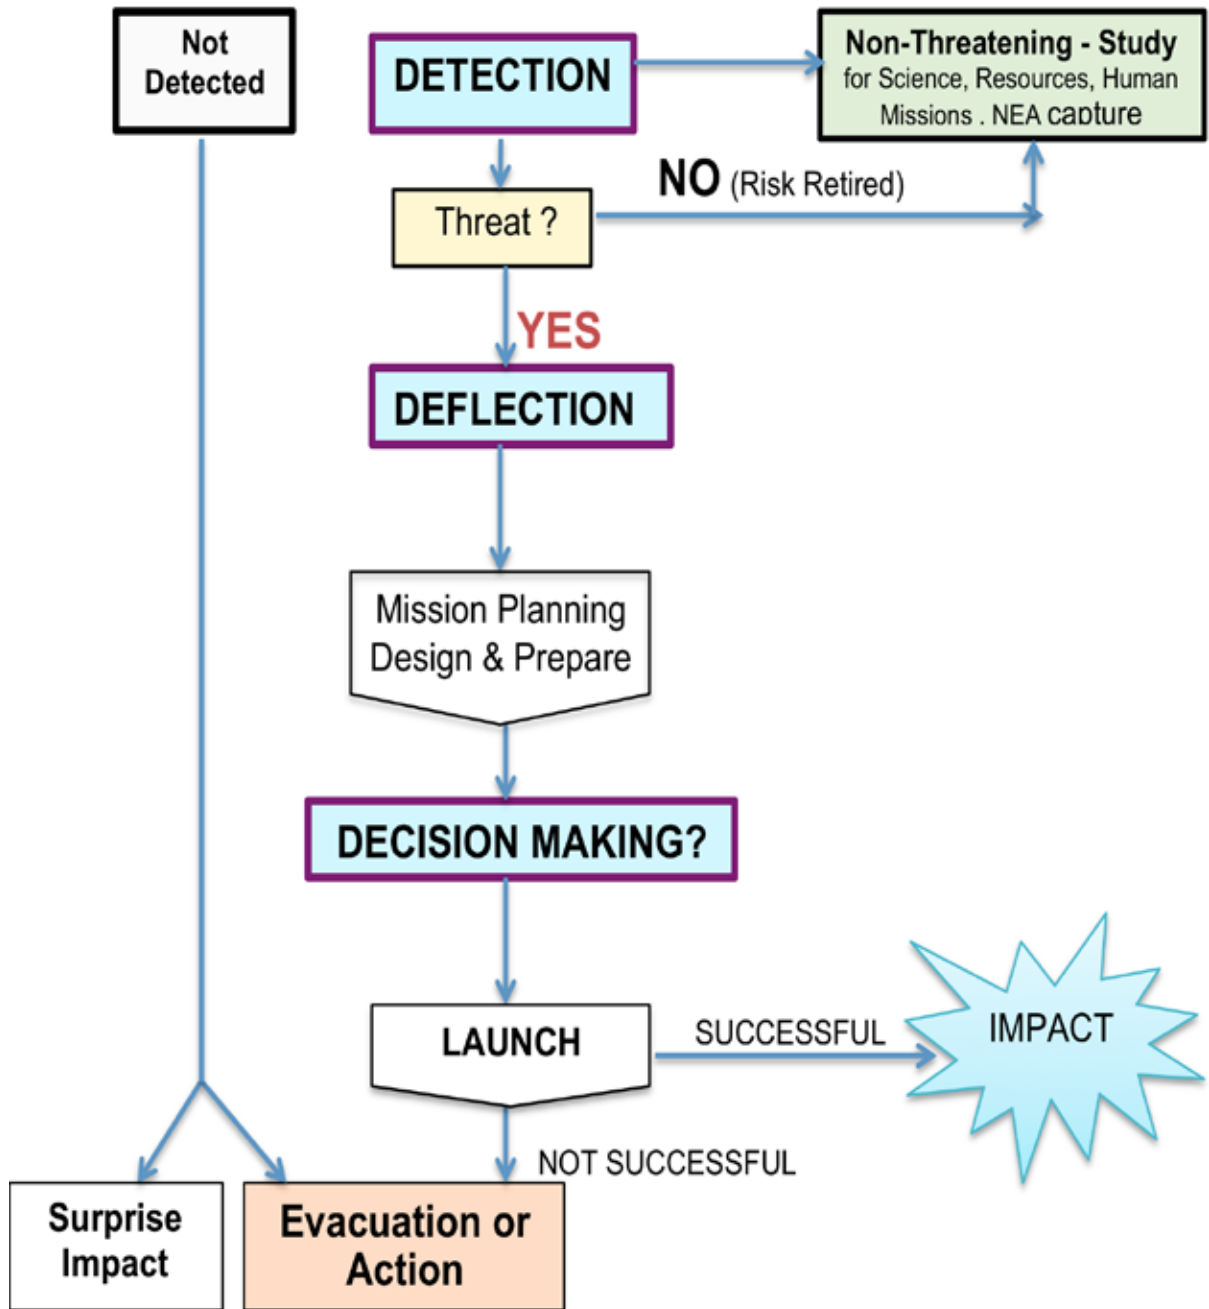 Not
Detected
DETECTION
Non-Threatening - Study
for Science, Resources, Human
Missions . NEA capture
NO (Risk Retired)
Threat ?
YES
DEFLECTION
Mission Planning
Design & Prepare
DECISION MAKING?
LAUNCH
SUCCESSFUL
IMPACT
NOT SUCCESSFUL
Surprise
Impact
Evacuation or
Action